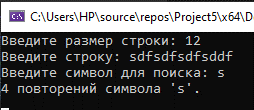 C:\Users\HP\source\repos\Project5\x64\D
Введите размер строки: 12
Введите строку: sdfsdfsdfsddf
Введите символ для поиска: s
4 повторений символа 's'.